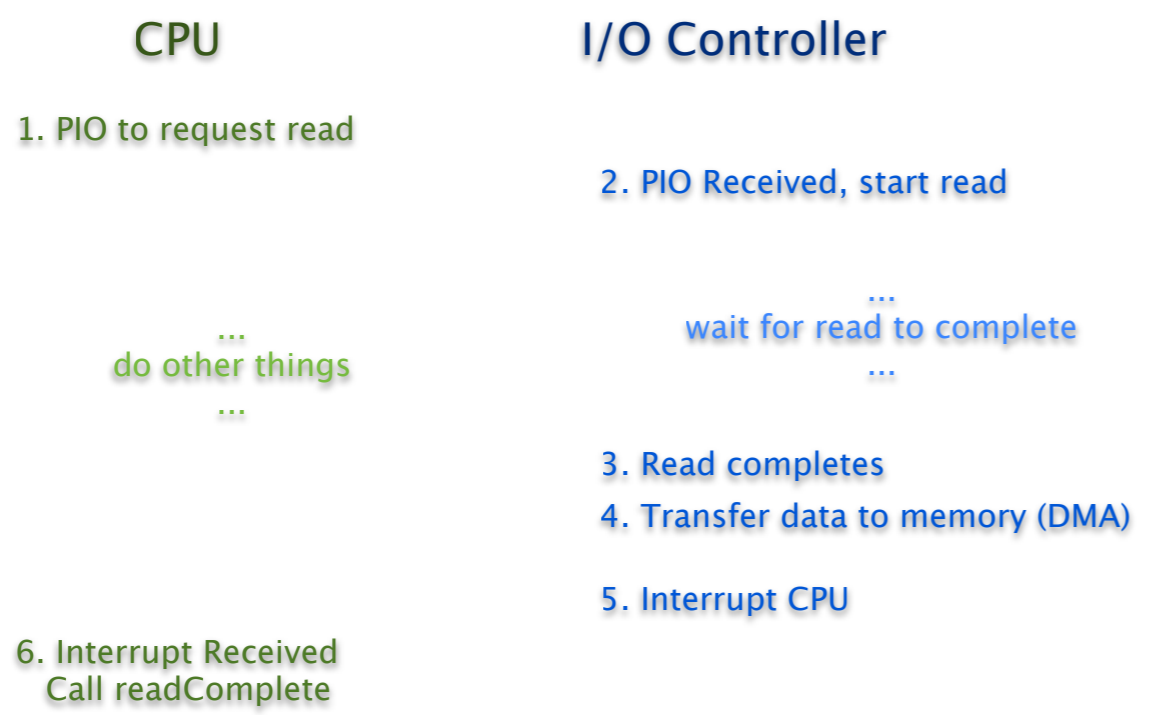 CPU
I/O Controller
1. PIO to request read
2. PIO Received, start read
...
wait for read to complete
...
...
do other things
...
3. Read completes
4. Transfer data to memory (DMA)
5. Interrupt CPU
6. Interrupt Received
Call readComplete